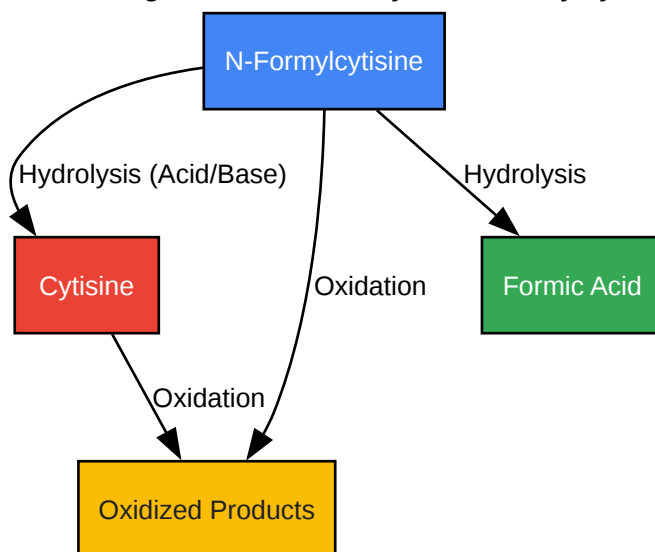 N-Formylcytisine
Hydrolysis (Acid/Base)
Hydrolysis
Cytisine
Oxidation
Formic Acid
Oxidation
Oxidized Products